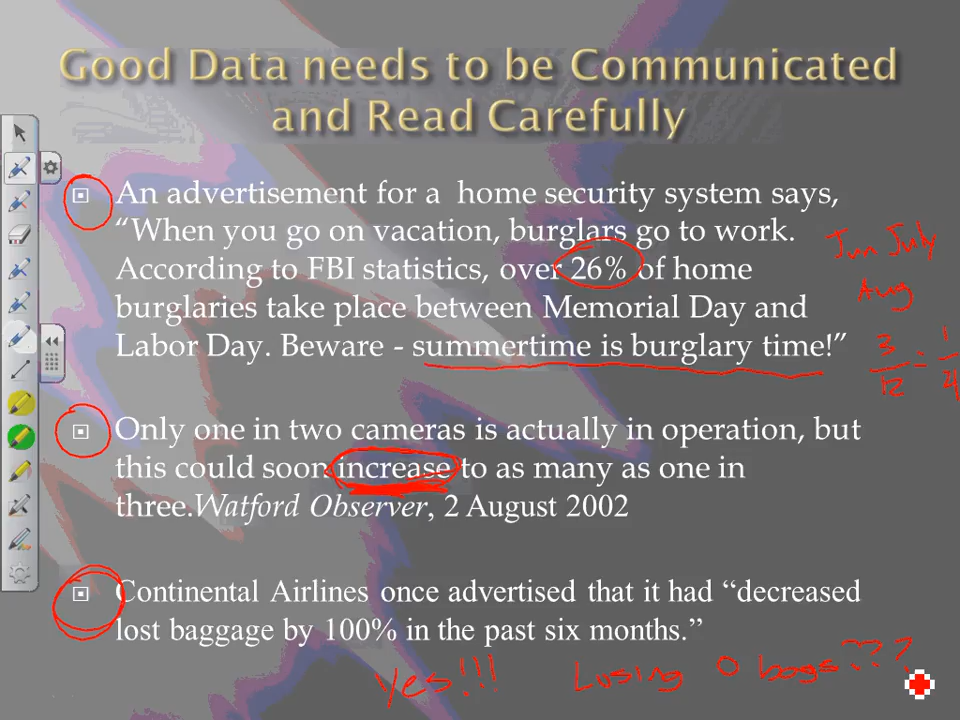 Good Data needs to be Communicated
and Read Carefully
An advertisement for a home security system says,
“When you go on vacation, burglars go to work.
According to FBI statistics, over 26% of home
burglaries take place between Memorial Day and
Labor Day. Beware - summertime is burglary time!”
Jun July
Aug
3/12 = 1/4
Only one in two cameras is actually in operation, but
this could soon increase to as many as one in
three.Watford Observer, 2 August 2002
Continental Airlines once advertised that it had “decreased
lost baggage by 100% in the past six months.”
Yes!!! Losing 0 bags???